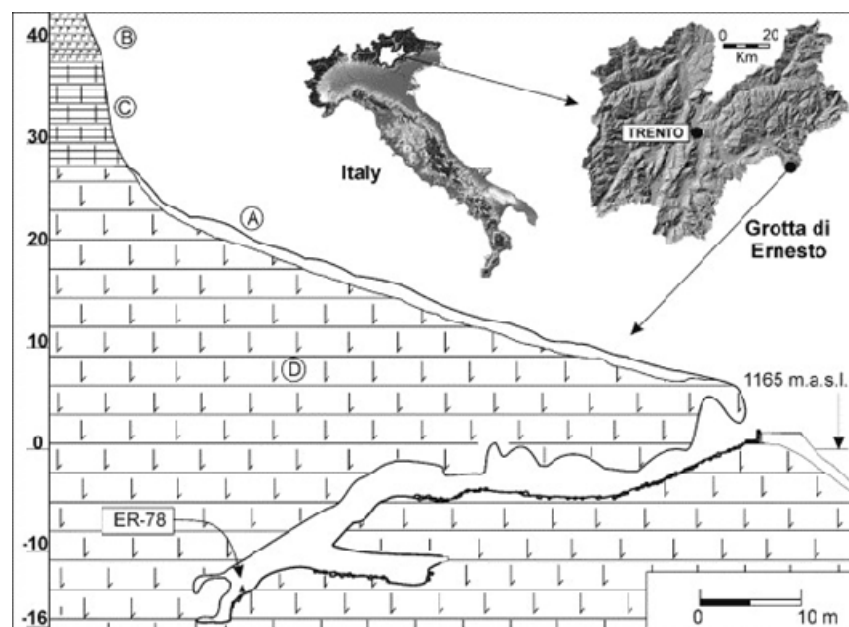 40
B
C
30
A
20
10
D
0
-10
-16
ER-78
Italy
0 20
Km
TRENTO
Grotta di
Ernesto
1165 m.a.s.l.
0 10 m